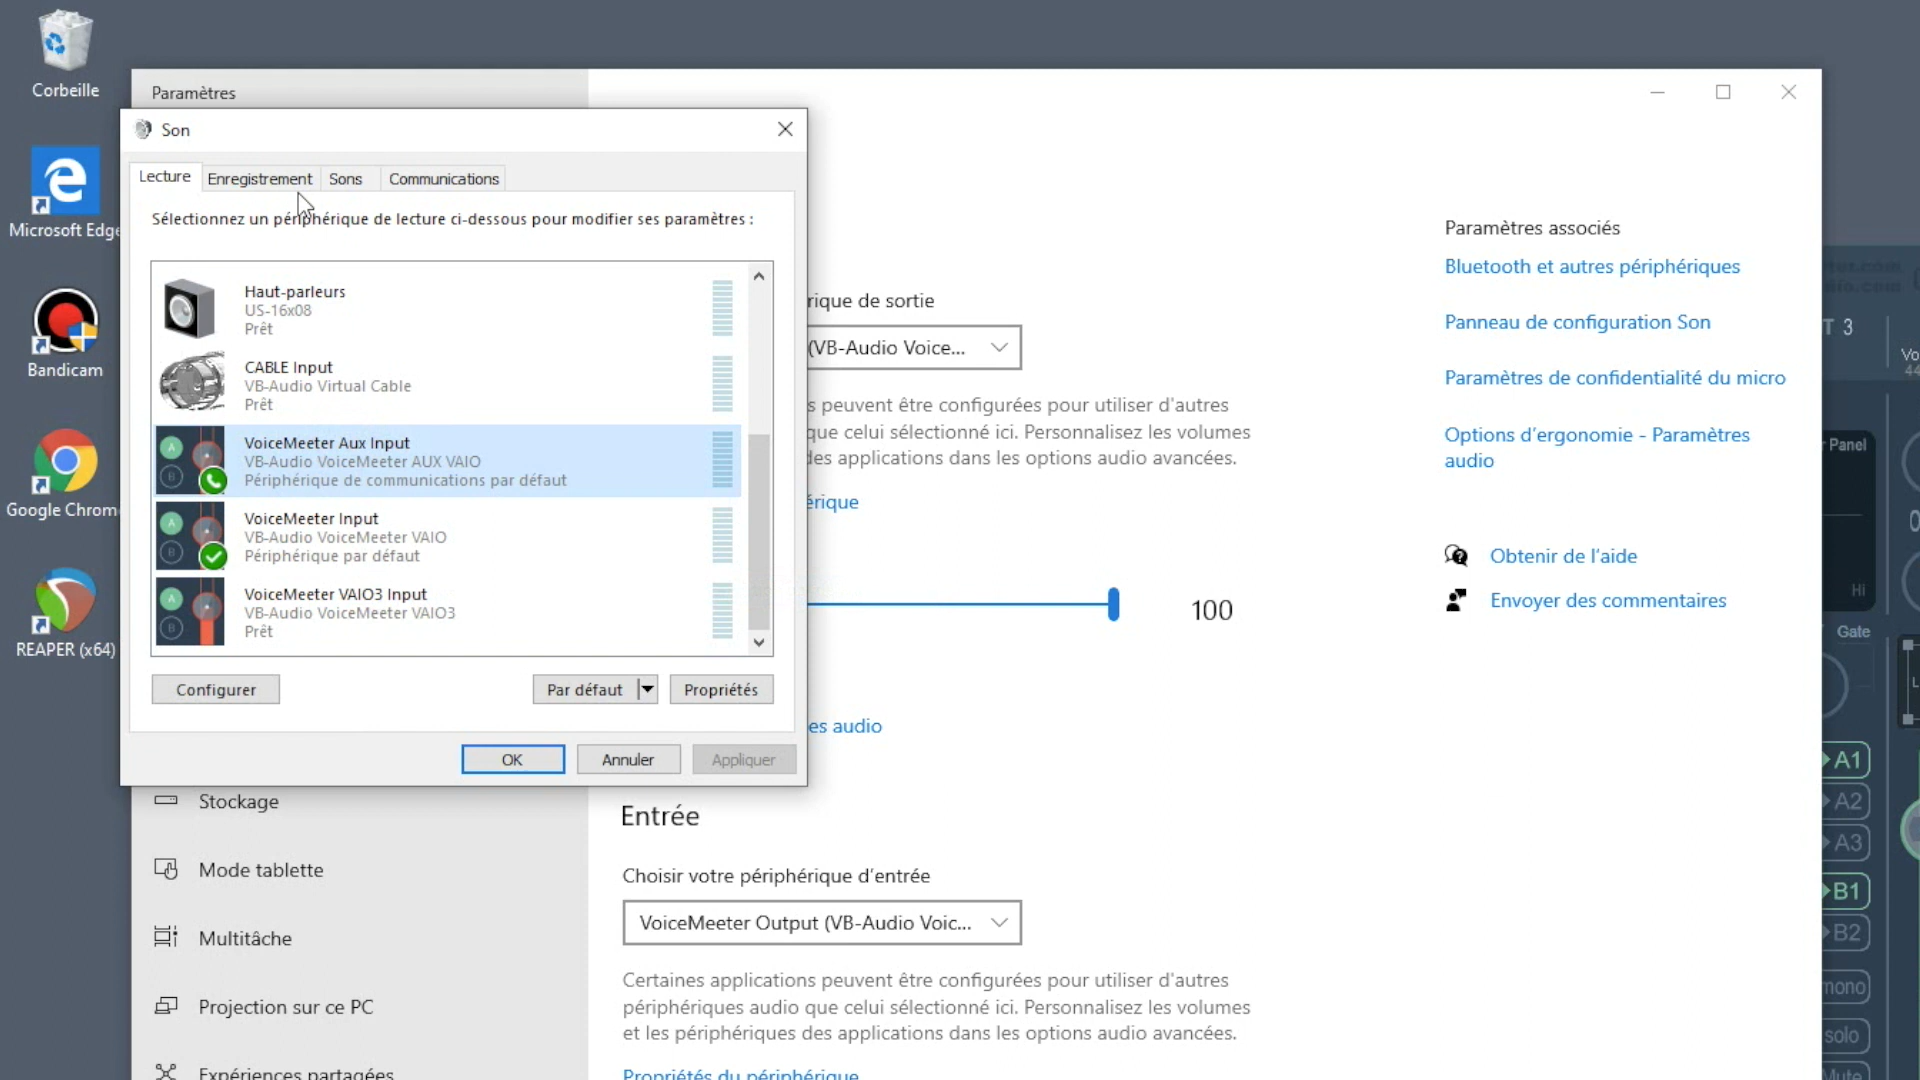 Corbeille
Microsoft Edge
Bandicam
Google Chrom
REAPER (x64)
Paramètres
Son
Lecture
Enregistrement
Sons
Communications
Sélectionnez un périphérique de lecture ci-dessous pour modifier ses paramètres :
Haut-parleurs
US-16x08
Prêt
CABLE Input
VB-Audio Virtual Cable
Prêt
VoiceMeeter Aux Input
VB-Audio VoiceMeeter AUX VAIO
Périphérique de communications par défaut
VoiceMeeter Input
VB-Audio VoiceMeeter VAIO
Périphérique par défaut
VoiceMeeter VAIO3 Input
VB-Audio VoiceMeeter VAIO3
Prêt
Configurer
Par défaut
Propriétés
OK
Annuler
Appliquer
Stockage
Mode tablette
Multitâche
Projection sur ce PC
Expériences partagées
rique de sortie
(VB-Audio Voice...
s peuvent être configurées pour utiliser d'autres
que celui sélectionné ici. Personnalisez les volumes
des applications dans les options audio avancées.
érique
100
es audio
Entrée
Choisir votre périphérique d'entrée
VoiceMeeter Output (VB-Audio Voic...
Certaines applications peuvent être configurées pour utiliser d'autres
périphériques audio que celui sélectionné ici. Personnalisez les volumes
et les périphériques des applications dans les options audio avancées.
Propriétés du périphérique
Paramètres associés
Bluetooth et autres périphériques
Panneau de configuration Son
Paramètres de confidentialité du micro
Options d'ergonomie - Paramètres
audio
Obtenir de l'aide
Envoyer des commentaires
T 3
Vo
44
r Panel
Hi
Gate
L
A1
A2
A3
B1
B2
mono
solo
Mute